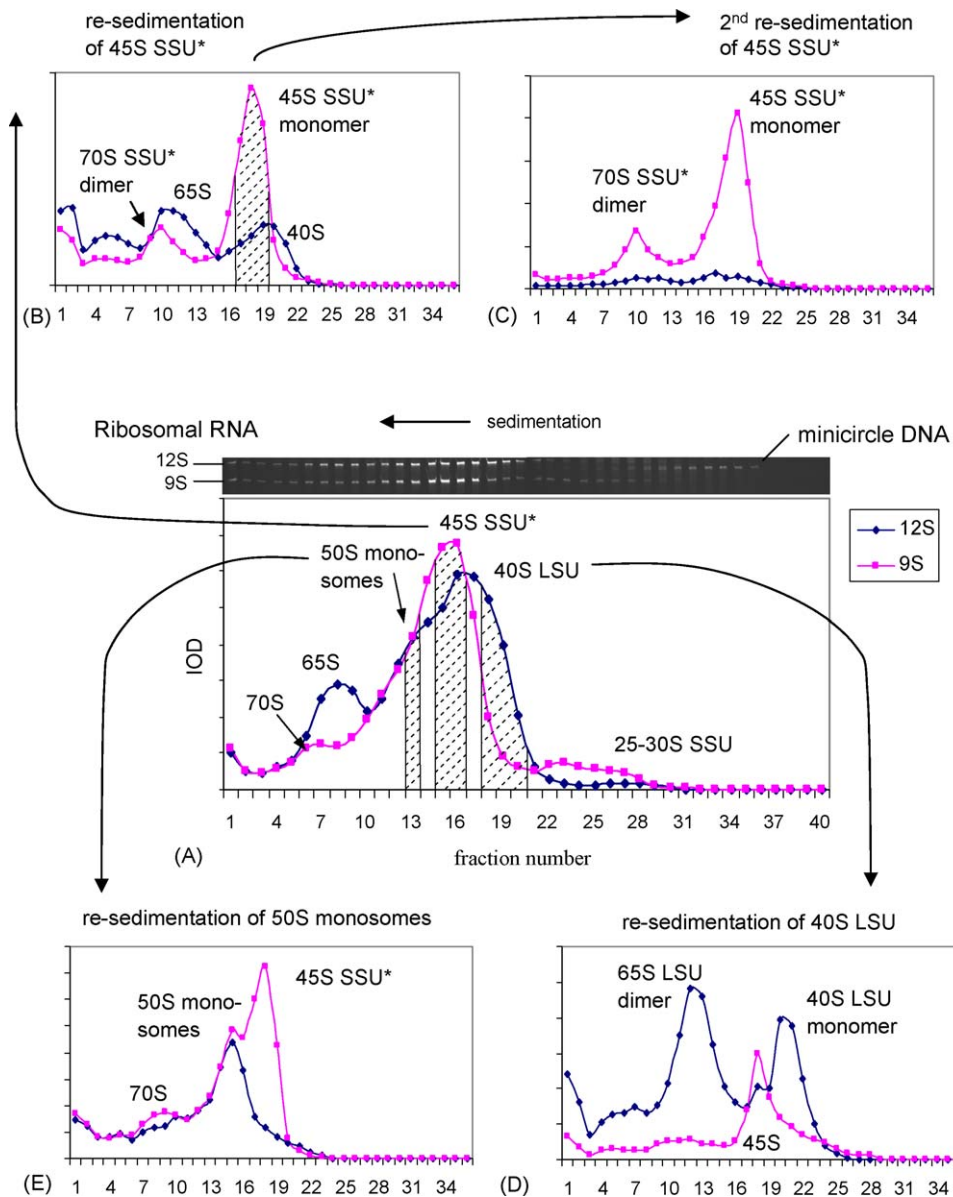 re-sedimentation
of 45S SSU*
2nd re-sedimentation
of 45S SSU*
45S SSU*
monomer
70S SSU*
dimer
65S
40S
1 4 7 10 13 16 19 22 25 28 31 34
(B)
45S SSU*
monomer
70S SSU*
dimer
1 4 7 10 13 16 19 22 25 28 31 34
(C)
sedimentation
Ribosomal RNA
minicircle DNA
12S
9S
45S SSU*
50S mono-
somes
40S LSU
12S
9S
IOD
65S
70S
25-30S SSU
1 4 7 10 13 16 19 22 25 28 31 34 37 40
(A)
fraction number
re-sedimentation of 50S monosomes
45S SSU*
50S mono-
somes
70S
1 4 7 10 13 16 19 22 25 28 31 34
(E)
re-sedimentation of 40S LSU
65S LSU
dimer
40S LSU
monomer
45S
1 4 7 10 13 16 19 22 25 28 31 34
(D)